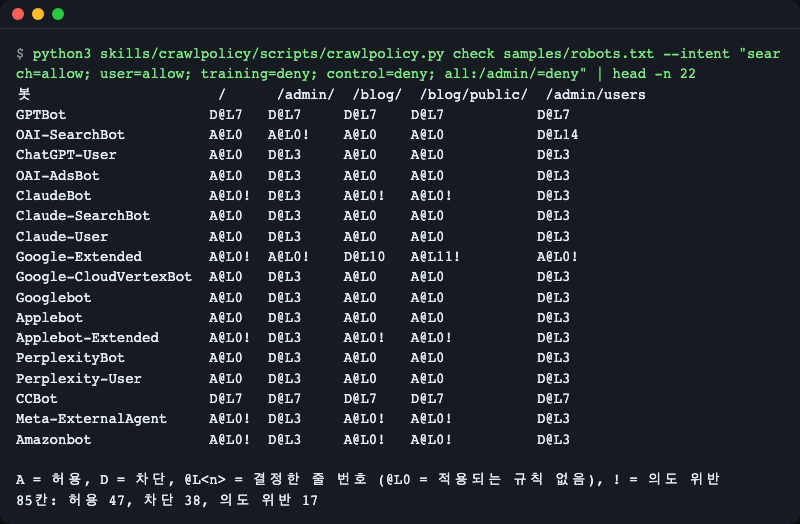 $ python3 skills/crawlpolicy/scripts/crawlpolicy.py check samples/robots.txt --intent "sear
ch=allow; user=allow; training=deny; control=deny; all:/admin/=deny" | head -n 22
봇 / /admin/ /blog/ /blog/public/ /admin/users
GPTBot D@L7 D@L7 D@L7 D@L7 D@L7
OAI-SearchBot A@L0 A@L0! A@L0 A@L0 D@L14
ChatGPT-User A@L0 D@L3 A@L0 A@L0 D@L3
OAI-AdsBot A@L0 D@L3 A@L0 A@L0 D@L3
ClaudeBot A@L0! D@L3 A@L0! A@L0! D@L3
Claude-SearchBot A@L0 D@L3 A@L0 A@L0 D@L3
Claude-User A@L0 D@L3 A@L0 A@L0 D@L3
Google-Extended A@L0! A@L0! D@L10 A@L11! A@L0!
Google-CloudVertexBot A@L0 D@L3 A@L0 A@L0 D@L3
Googlebot A@L0 D@L3 A@L0 A@L0 D@L3
Applebot A@L0 D@L3 A@L0 A@L0 D@L3
Applebot-Extended A@L0! D@L3 A@L0! A@L0! D@L3
PerplexityBot A@L0 D@L3 A@L0 A@L0 D@L3
Perplexity-User A@L0 D@L3 A@L0 A@L0 D@L3
CCBot D@L7 D@L7 D@L7 D@L7 D@L7
Meta-ExternalAgent A@L0! D@L3 A@L0! A@L0! D@L3
Amazonbot A@L0! D@L3 A@L0! A@L0! D@L3
A = 허용, D = 차단, @L<n> = 결정한 줄 번호 (@L0 = 적용되는 규칙 없음), ! = 의도 위반
85칸: 허용 47, 차단 38, 의도 위반 17